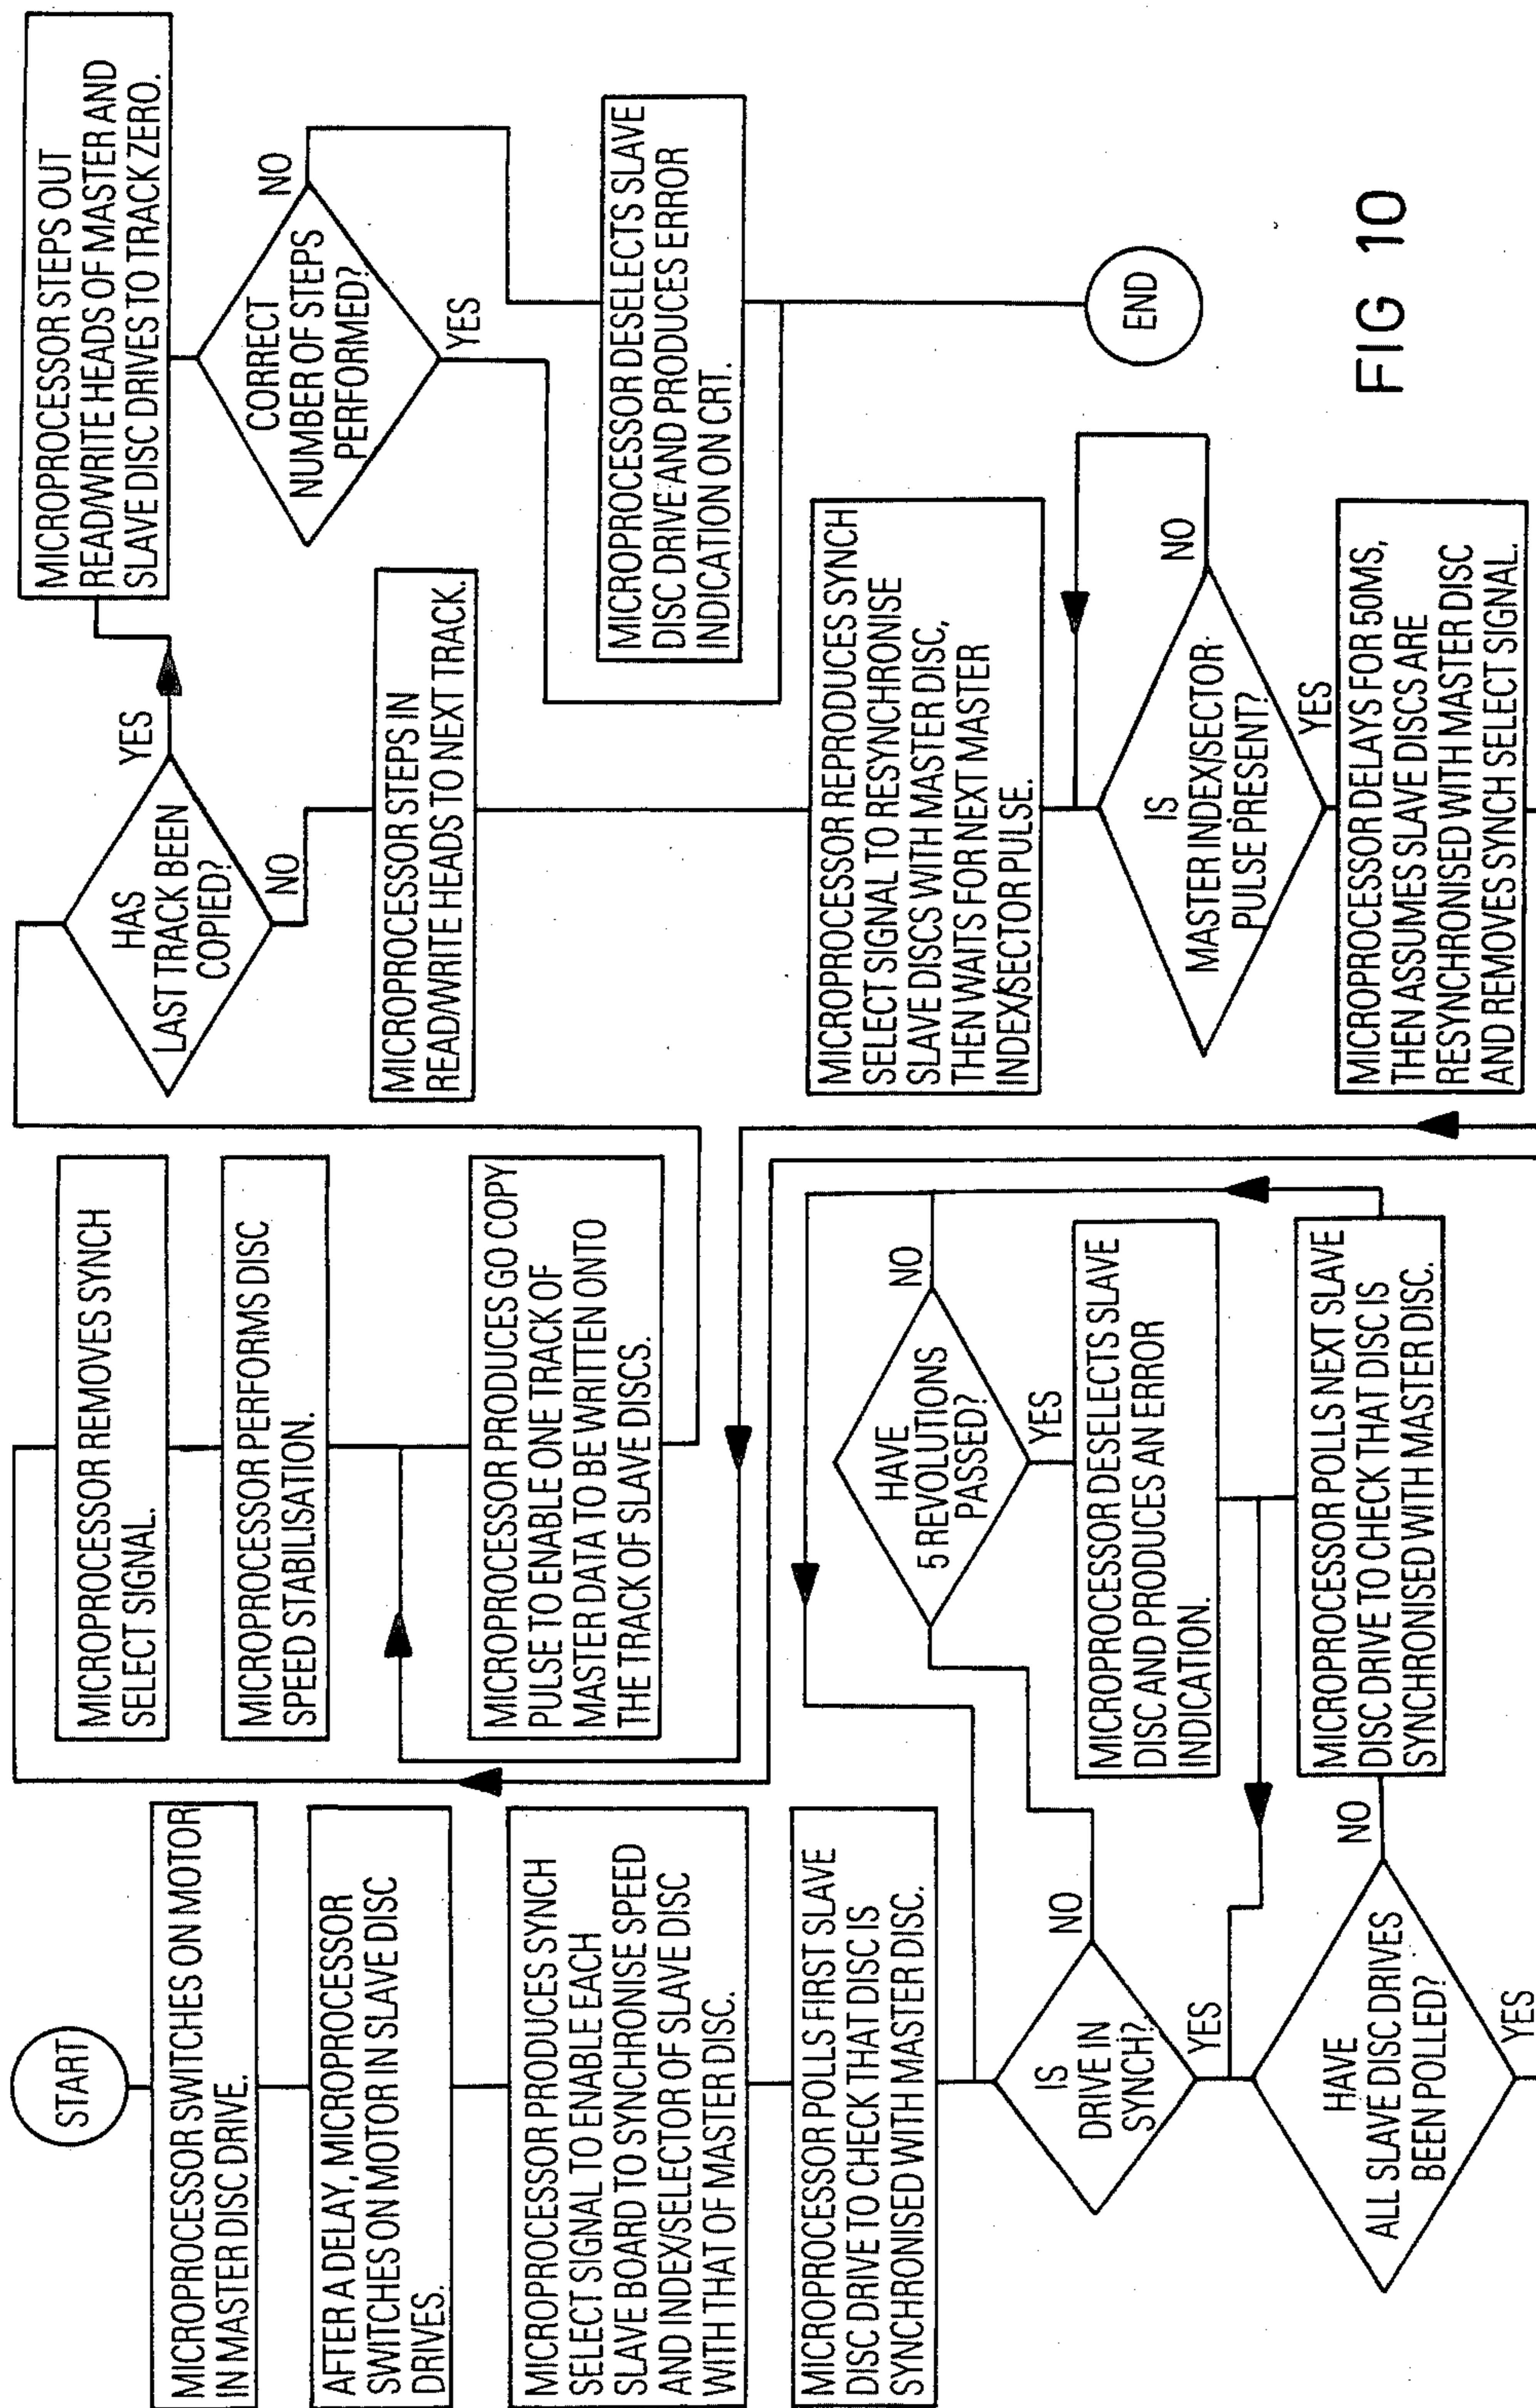 START
MICROPROCESSOR SWITCHES ON MOTOR
IN MASTER DISC DRIVE.
AFTER A DELAY, MICROPROCESSOR
SWITCHES ON MOTOR IN SLAVE DISC
DRIVES.
MICROPROCESSOR PRODUCES SYNCH
SELECT SIGNAL TO ENABLE EACH
SLAVE BOARD TO SYNCHRONISE SPEED
AND INDEX/SELECTOR OF SLAVE DISC
WITH THAT OF MASTER DISC.
MICROPROCESSOR POLLS FIRST SLAVE
DISC DRIVE TO CHECK THAT DISC IS
SYNCHRONISED WITH MASTER DISC.
IS
DRIVE IN
SYNCH?
NO
YES
HAVE
ALL SLAVE DISC DRIVES
BEEN POLLED?
NO
YES
MICROPROCESSOR REMOVES SYNCH
SELECT SIGNAL.
MICROPROCESSOR PERFORMS DISC
SPEED STABILISATION.
MICROPROCESSOR PRODUCES GO COPY
PULSE TO ENABLE ONE TRACK OF
MASTER DATA TO BE WRITTEN ONTO
THE TRACK OF SLAVE DISCS.
HAVE
5 REVOLUTIONS
PASSED?
NO
YES
MICROPROCESSOR DESELECTS SLAVE
DISC AND PRODUCES AN ERROR
INDICATION.
MICROPROCESSOR POLLS NEXT SLAVE
DISC DRIVE TO CHECK THAT DISC IS
SYNCHRONISED WITH MASTER DISC.
HAS
LAST TRACK BEEN
COPIED?
YES
NO
MICROPROCESSOR STEPS IN
READ/WRITE HEADS TO NEXT TRACK.
MICROPROCESSOR REPRODUCES SYNCH
SELECT SIGNAL TO RESYNCHRONISE
SLAVE DISCS WITH MASTER DISC,
THEN WAITS FOR NEXT MASTER
INDEX/SECTOR PULSE.
IS
MASTER INDEX/SECTOR
PULSE PRESENT?
NO
YES
MICROPROCESSOR DELAYS FOR 50MS,
THEN ASSUMES SLAVE DISCS ARE
RESYNCHRONISED WITH MASTER DISC
AND REMOVES SYNCH SELECT SIGNAL.
MICROPROCESSOR STEPS OUT
READ/WRITE HEADS OF MASTER AND
SLAVE DISC DRIVES TO TRACK ZERO.
CORRECT
NUMBER OF STEPS
PERFORMED?
NO
YES
MICROPROCESSOR DESELECTS SLAVE
DISC DRIVE AND PRODUCES ERROR
INDICATION ON CRT.
END
FIG 10